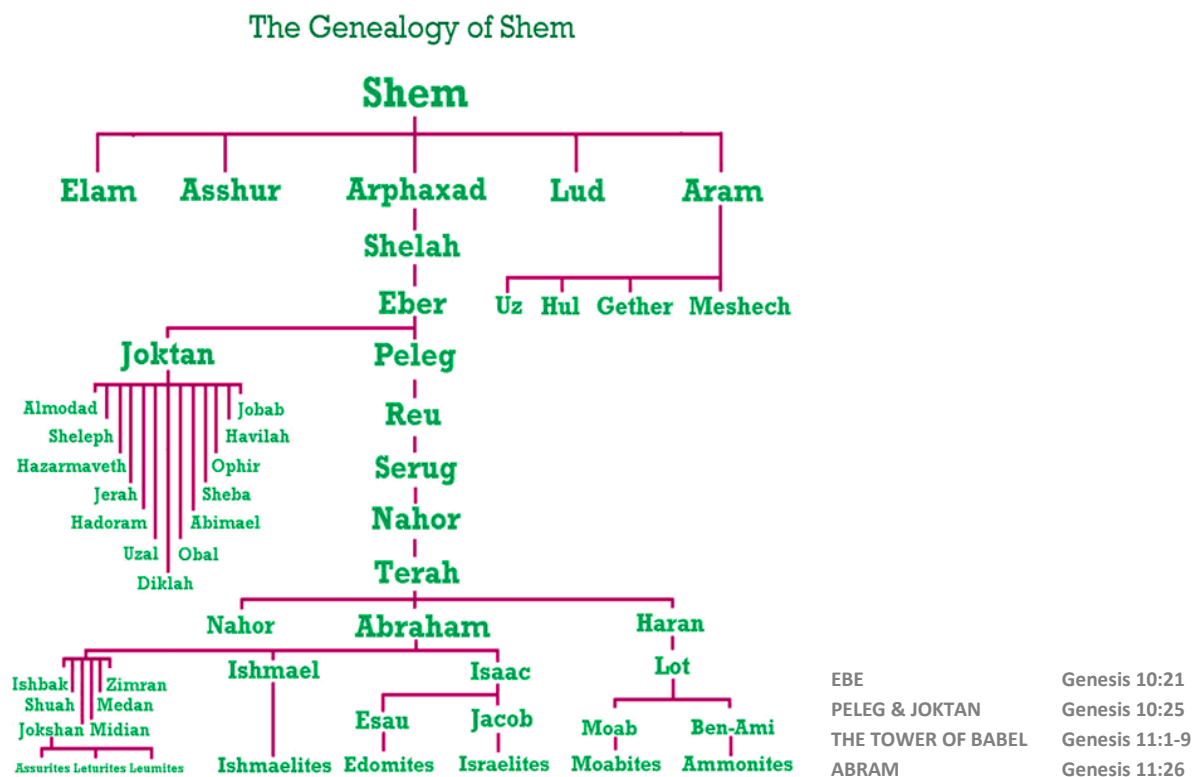 The Genealogy of Shem
Shem
Elam Asshur Arphaxad Lud Aram
Shelah
Eber Uz Hul Gether Meshech
Joktan Peleg
Almodad Jobab
Sheleph Havilah
Hazarmaveth Ophir
Jerah Sheba
Hadoram Abimael
Uzal Obal
Diklah
Reu
Serug
Nahor
Terah
Nahor Abraham Haran
Ishmael Isaac Lot
Ishbak Zimran
Shuah Medan
Jokshan Midian
Esau Jacob Moab Ben-Ami
Assurites Leturites Leumites Ishmaelites Edomites Israelites Moabites Ammonites
EBE Genesis 10:21
PELEG & JOKTAN Genesis 10:25
THE TOWER OF BABEL Genesis 11:1-9
ABRAM Genesis 11:26